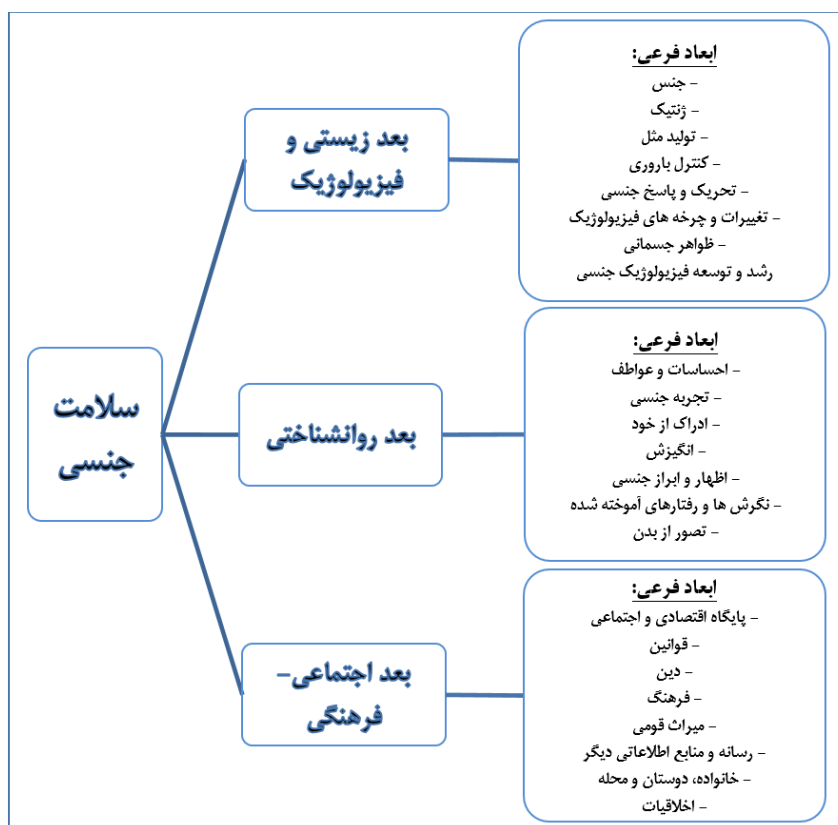 سلامت
جنسی
بعد زیستی و
فیزیولوژیک
ابعاد فرعی:
- جنس
- ژنتیک
- تولید مثل
- کنترل باروری
- تحریک و پاسخ جنسی
- تغییرات و چرخه های فیزیولوژیک
- ظواهر جسمانی
رشد و توسعه فیزیولوژیک جنسی
بعد روانشناختی
ابعاد فرعی:
- احساسات و عواطف
- تجربه جنسی
- ادراک از خود
- انگیزش
- اظهار و ابراز جنسی
- نگرش ها و رفتارهای آموخته شده
- تصور از بدن
بعد اجتماعی-
فرهنگی
ابعاد فرعی:
- پایگاه اقتصادی و اجتماعی
- قوانین
- دین
- فرهنگ
- میراث قومی
- رسانه و منابع اطلاعاتی دیگر
- خانواده، دوستان و محله
- اخلاقیات